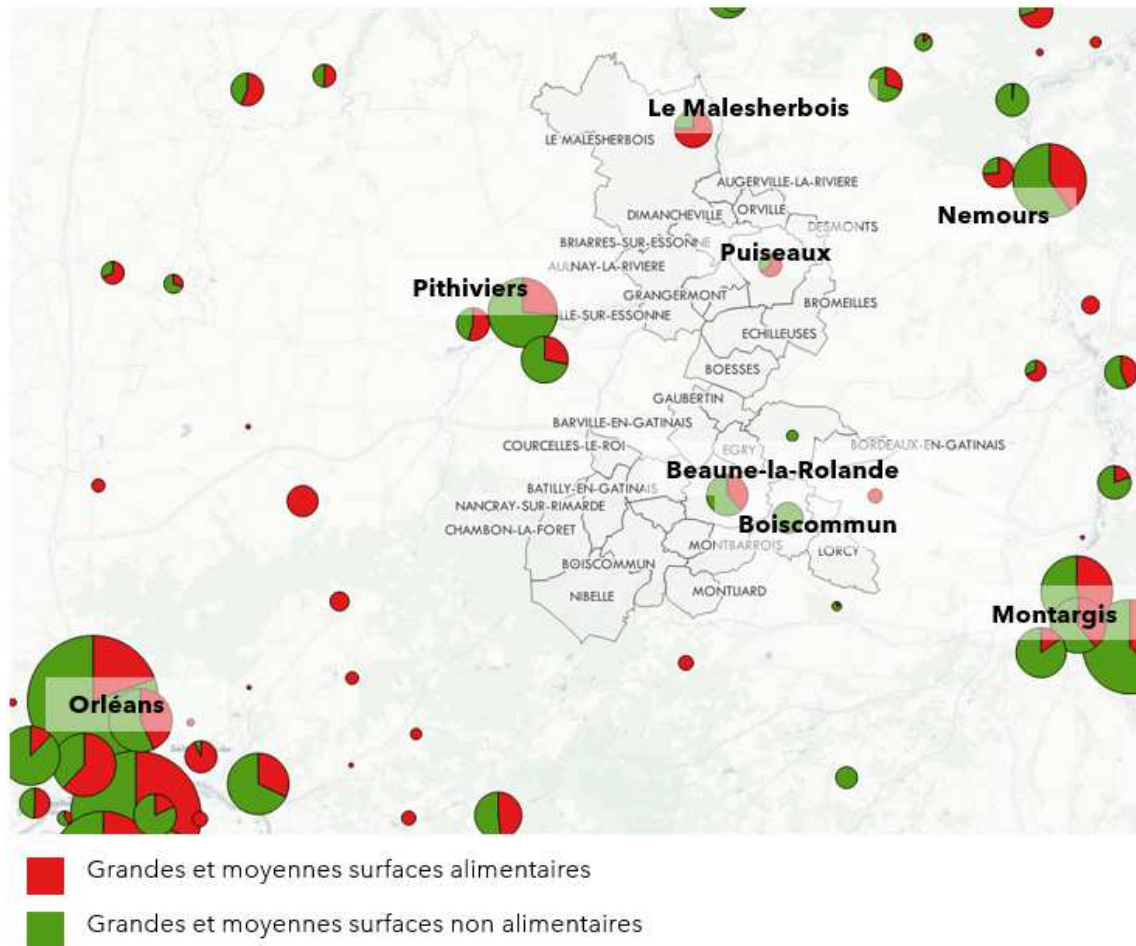 Le Malesherbois
LE MALESHERBOIS
AUGERVILLE-LA-RIVIERE
Nemours
DIMANCHEVILLE
ORVILLE
DESMONTS
BRIARRES-SUR-ESSONNE
Puiseaux
AULNAY-LA-RIVIERE
Pithiviers
GRANGERMONT
BROMEILLES
LLE-SUR-ESSONNE
ECHILLEUSES
BOESSES
GAUBERTIN
BARVILLE-EN-GATINAIS
COURCELLES-LE-ROI
EGRY
BORDEAUX-EN-GATINAIS
Beaune-la-Rolande
BATILLY-EN-GATINAIS
NANCRAY-SUR-RIMARDE
CHAMBON-LA-FORET
Boiscommun
MONTBARROIS
LORCY
BOISCOMMUN
NIBELLE
MONTLIARD
Montargis
Orléans
Grandes et moyennes surfaces alimentaires
Grandes et moyennes surfaces non alimentaires